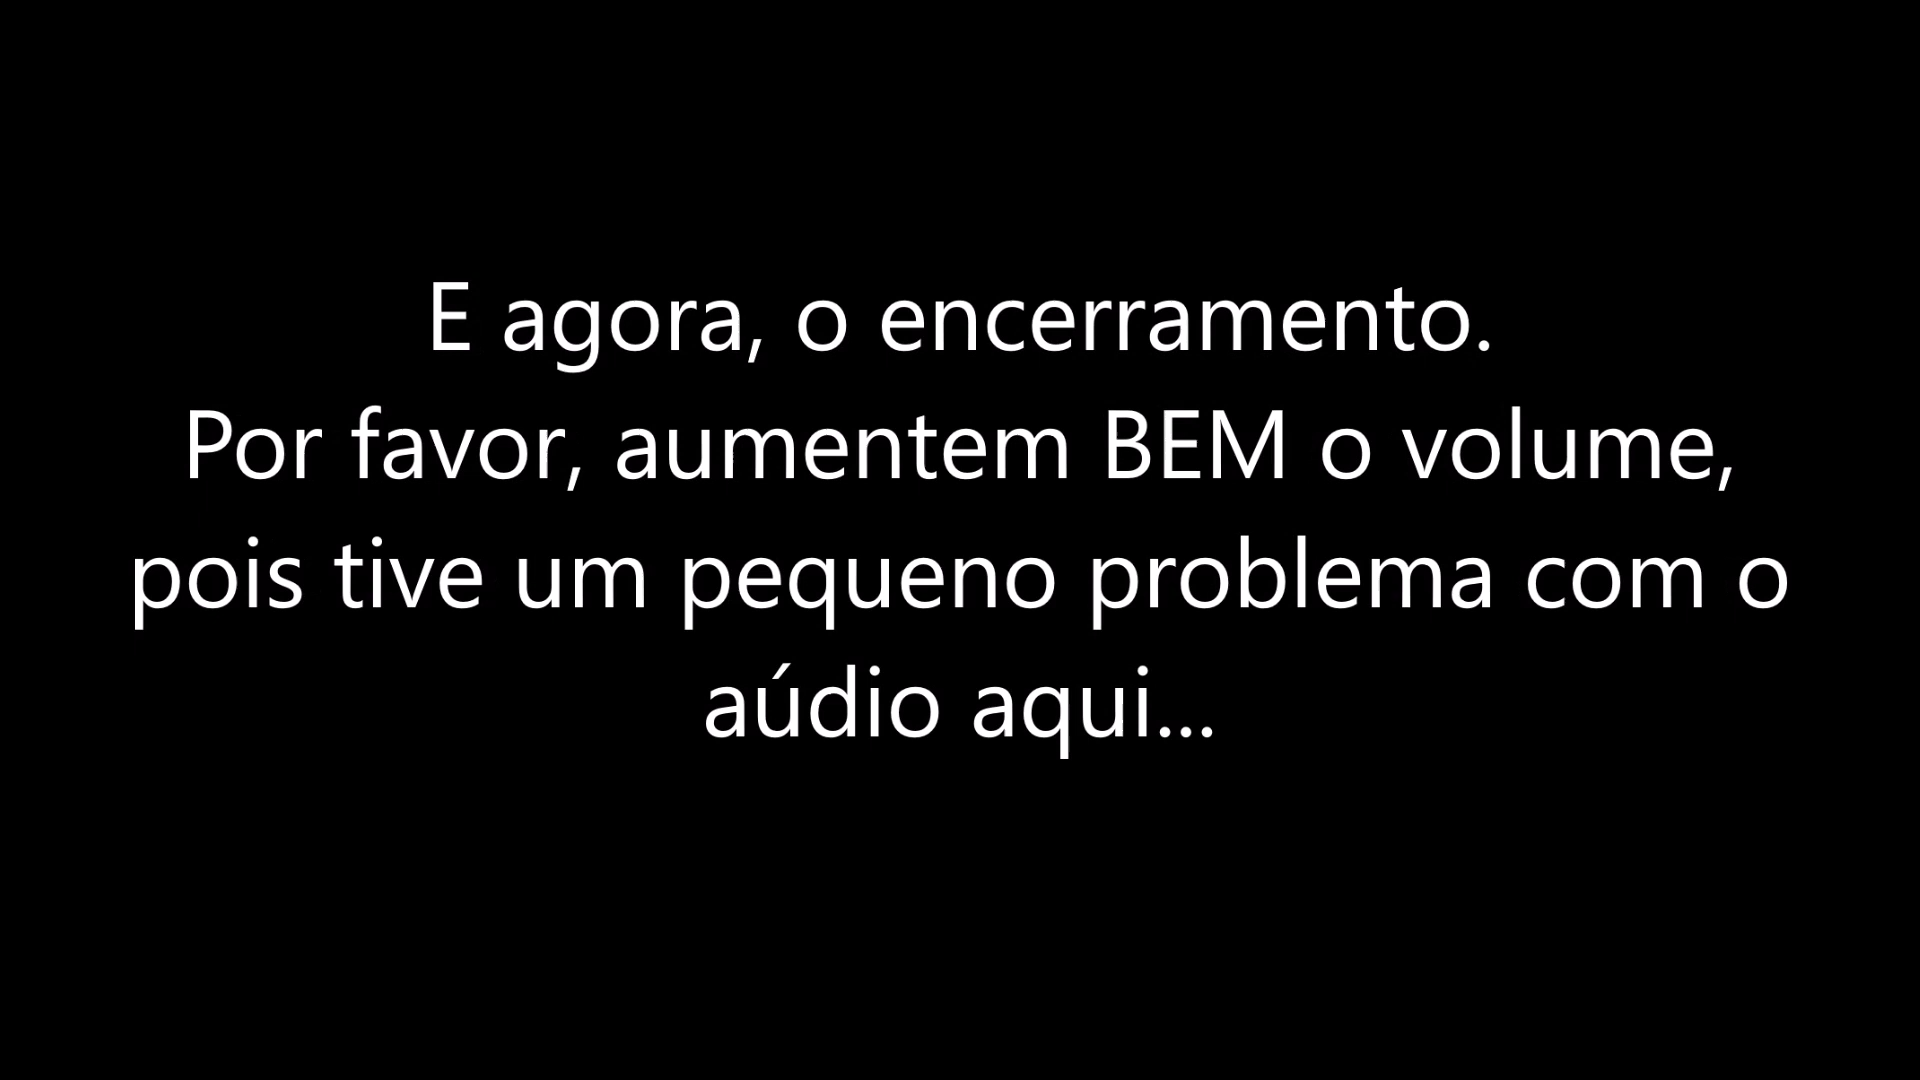 E agora, o encerramento.
Por favor, aumentem BEM o volume,
pois tive um pequeno problema com o
aúdio aqui...